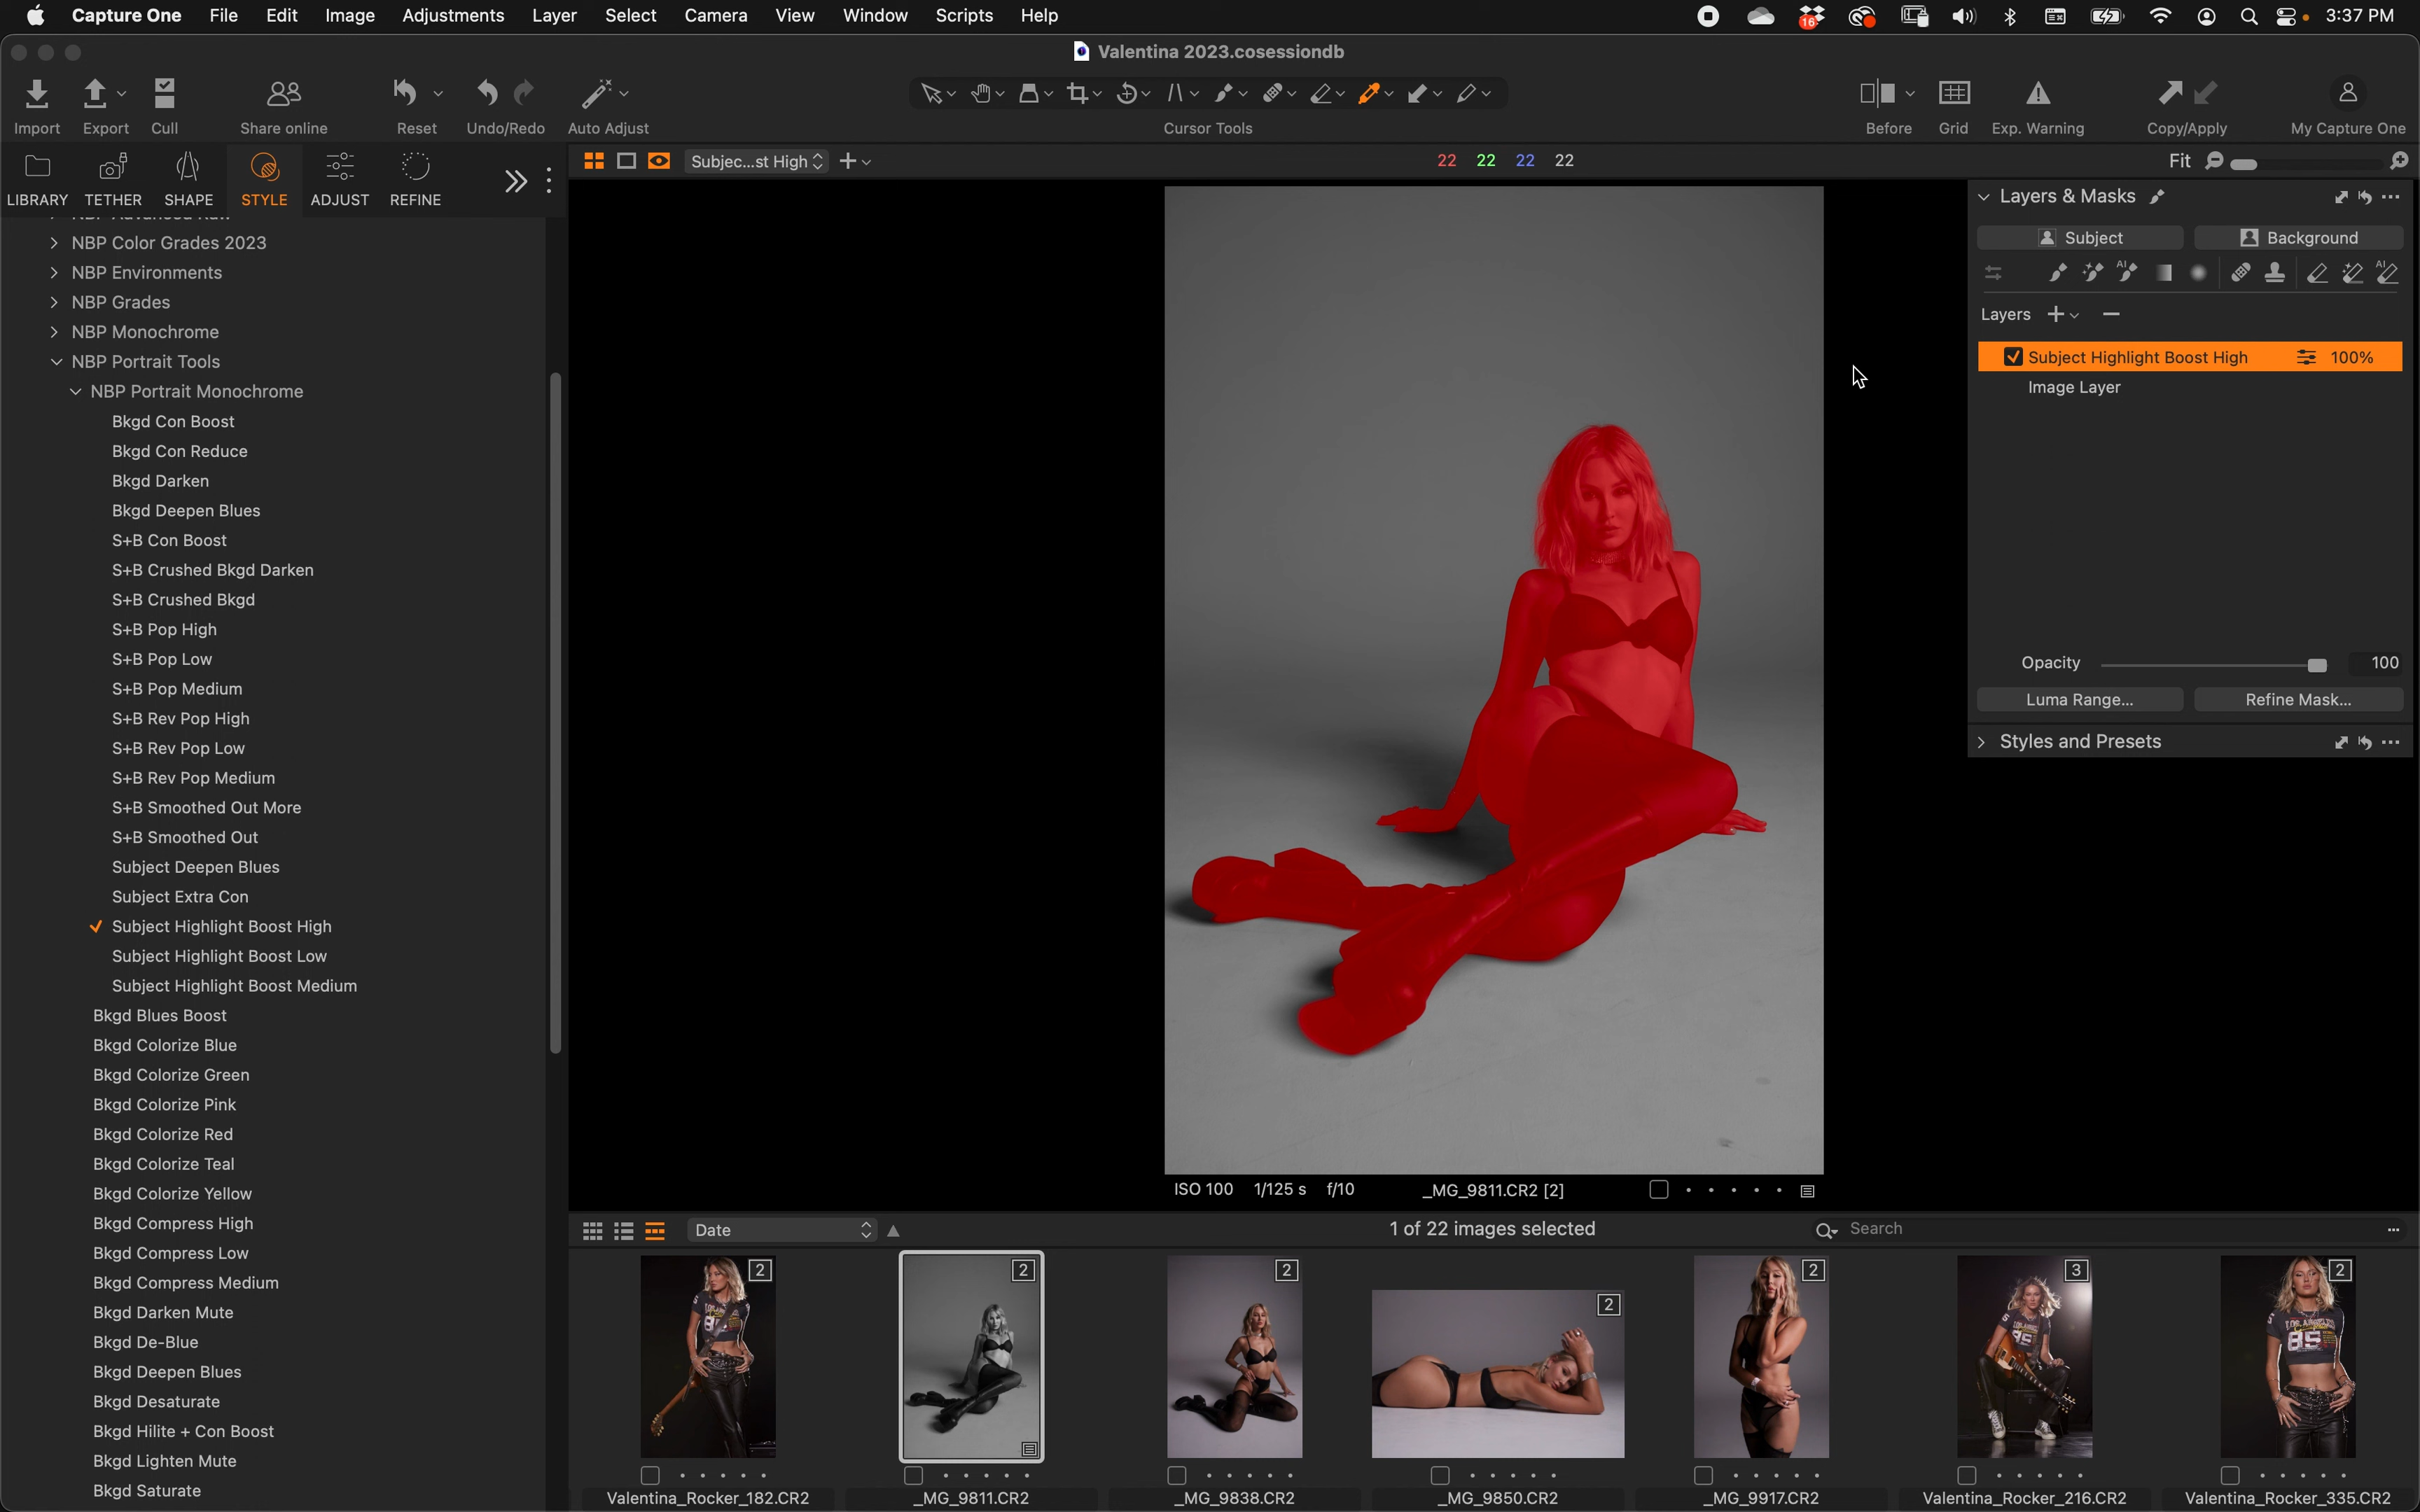 Capture One File Edit Image Adjustments Layer Select Camera View Window Scripts Help 16 3:37 PM
Valentina 2023.cosessiondb
Import Export Cull Share online Reset Undo/Redo Auto Adjust Cursor Tools Before Grid Exp. Warning Copy/Apply My Capture One
LIBRARY TETHER SHAPE STYLE ADJUST REFINE
Subjec...st High 22 22 22 22 Fit
NBP Advanced Raw
NBP Color Grades 2023
NBP Environments
NBP Grades
NBP Monochrome
NBP Portrait Tools
NBP Portrait Monochrome
Bkgd Con Boost
Bkgd Con Reduce
Bkgd Darken
Bkgd Deepen Blues
S+B Con Boost
S+B Crushed Bkgd Darken
S+B Crushed Bkgd
S+B Pop High
S+B Pop Low
S+B Pop Medium
S+B Rev Pop High
S+B Rev Pop Low
S+B Rev Pop Medium
S+B Smoothed Out More
S+B Smoothed Out
Subject Deepen Blues
Subject Extra Con
Subject Highlight Boost High
Subject Highlight Boost Low
Subject Highlight Boost Medium
Bkgd Blues Boost
Bkgd Colorize Blue
Bkgd Colorize Green
Bkgd Colorize Pink
Bkgd Colorize Red
Bkgd Colorize Teal
Bkgd Colorize Yellow
Bkgd Compress High
Bkgd Compress Low
Bkgd Compress Medium
Bkgd Darken Mute
Bkgd De-Blue
Bkgd Deepen Blues
Bkgd Desaturate
Bkgd Hilite + Con Boost
Bkgd Lighten Mute
Bkgd Saturate
Layers & Masks
Subject Background
AI AI
Layers
Subject Highlight Boost High 100%
Image Layer
Opacity 100
Luma Range... Refine Mask...
Styles and Presets
ISO 100 1/125 s f/10 _MG_9811.CR2 [2]
Date 1 of 22 images selected Search
2 2 2 2 2 3 2
LOS ANGELES
85
Valentina_Rocker_182.CR2 _MG_9811.CR2 _MG_9838.CR2 _MG_9850.CR2 _MG_9917.CR2 Valentina_Rocker_216.CR2 Valentina_Rocker_335.CR2